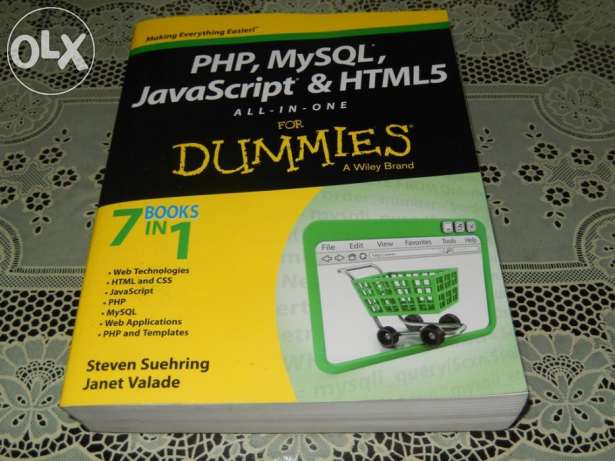 OLX
Making Everything Easier!™
PHP, MySQL®,
JavaScript® & HTML5
ALL-IN-ONE
FOR
DUMMIES®
A Wiley Brand
7 BOOKS
IN 1
• Web Technologies
• HTML and CSS
• JavaScript
• PHP
• MySQL
• Web Applications
• PHP and Templates
File Edit View Favorites Tools Help
Steven Suehring
Janet Valade
mysqli_query($